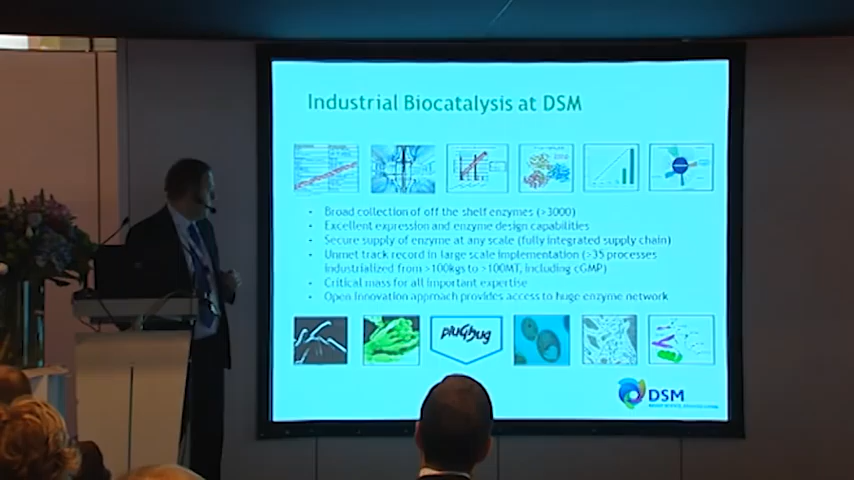 Industrial Biocatalysis at DSM
- Broad collection of off the shelf enzymes (>3000)
- Excellent expression and enzyme design capabilities
- Secure supply of enzyme at any scale (fully integrated supply chain)
- Unmet track record in large scale implementation (>35 processes
industrialized from >100kgs to >100MT, including cGMP)
- Critical mass for all important expertise
- Open innovation approach provides access to huge enzyme network
plugbug
DSM